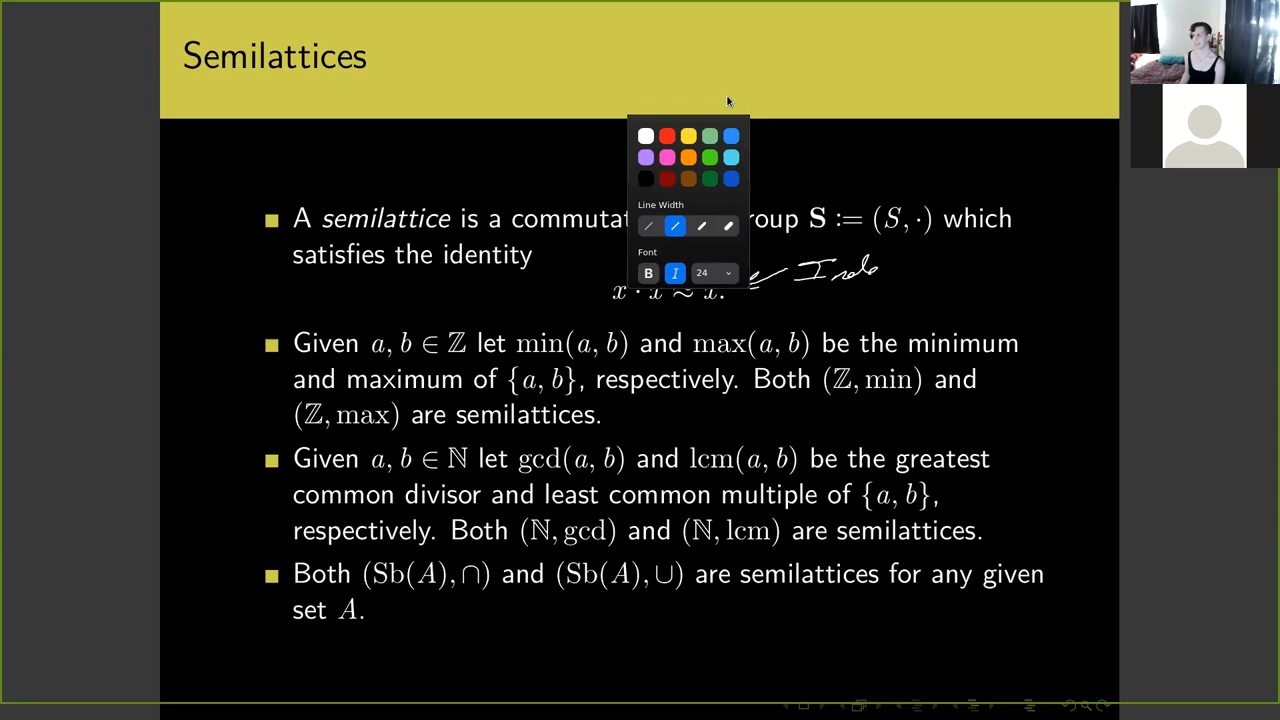 Semilattices
Line Width
Font
B I 24
A semilattice is a commutat roup S := (S, ·) which
satisfies the identity
x · x ≈ x.
Given a, b ∈ ℤ let min(a, b) and max(a, b) be the minimum
and maximum of {a, b}, respectively. Both (ℤ, min) and
(ℤ, max) are semilattices.
Given a, b ∈ ℕ let gcd(a, b) and lcm(a, b) be the greatest
common divisor and least common multiple of {a, b},
respectively. Both (ℕ, gcd) and (ℕ, lcm) are semilattices.
Both (Sb(A), ∩) and (Sb(A), ∪) are semilattices for any given
set A.